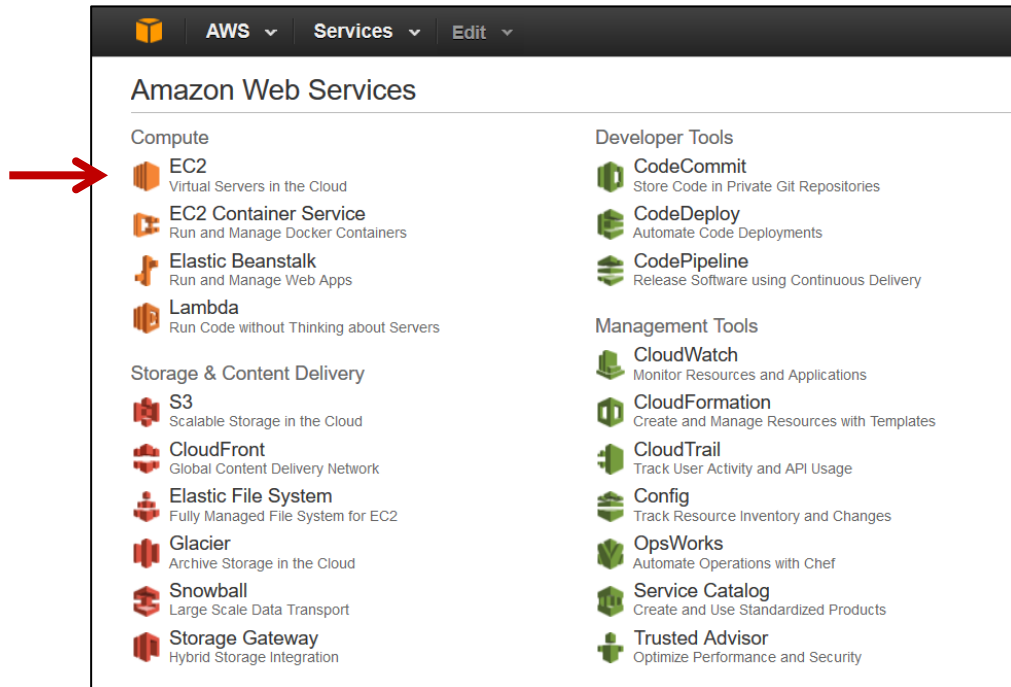 AWS Services Edit
Amazon Web Services
Compute
EC2
Virtual Servers in the Cloud
EC2 Container Service
Run and Manage Docker Containers
Elastic Beanstalk
Run and Manage Web Apps
Lambda
Run Code without Thinking about Servers
Storage & Content Delivery
S3
Scalable Storage in the Cloud
CloudFront
Global Content Delivery Network
Elastic File System
Fully Managed File System for EC2
Glacier
Archive Storage in the Cloud
Snowball
Large Scale Data Transport
Storage Gateway
Hybrid Storage Integration
Developer Tools
CodeCommit
Store Code in Private Git Repositories
CodeDeploy
Automate Code Deployments
CodePipeline
Release Software using Continuous Delivery
Management Tools
CloudWatch
Monitor Resources and Applications
CloudFormation
Create and Manage Resources with Templates
CloudTrail
Track User Activity and API Usage
Config
Track Resource Inventory and Changes
OpsWorks
Automate Operations with Chef
Service Catalog
Create and Use Standardized Products
Trusted Advisor
Optimize Performance and Security